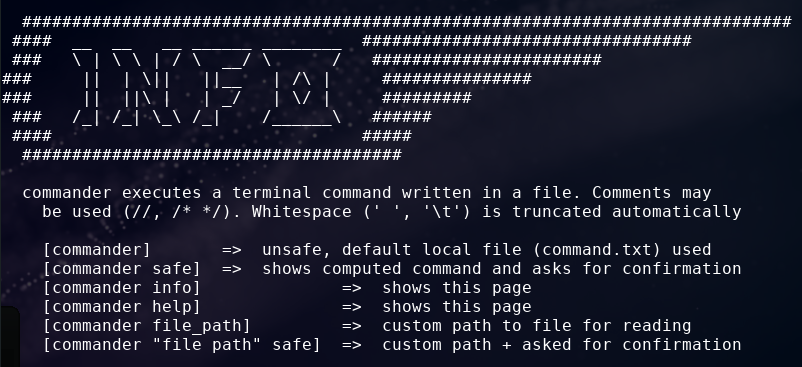 ################################################################################
####  __  __   __ ______ ________  #################################
###   \ | \ \ | / \  __/ \      /   #######################
###     ||  | \||   ||__   | /\ |     ###############
###     ||  ||\ |   | _/   | \/ |     #########
###   /_| /_| \_\ /_|    /______\   ######
####                               #####
######################################
commander executes a terminal command written in a file. Comments may
be used (//, /* */). Whitespace (' ', '\t') is truncated automatically
[commander]       =>  unsafe, default local file (command.txt) used
[commander safe]  =>  shows computed command and asks for confirmation
[commander info]              =>  shows this page
[commander help]              =>  shows this page
[commander file_path]         =>  custom path to file for reading
[commander "file path" safe]  =>  custom path + asked for confirmation